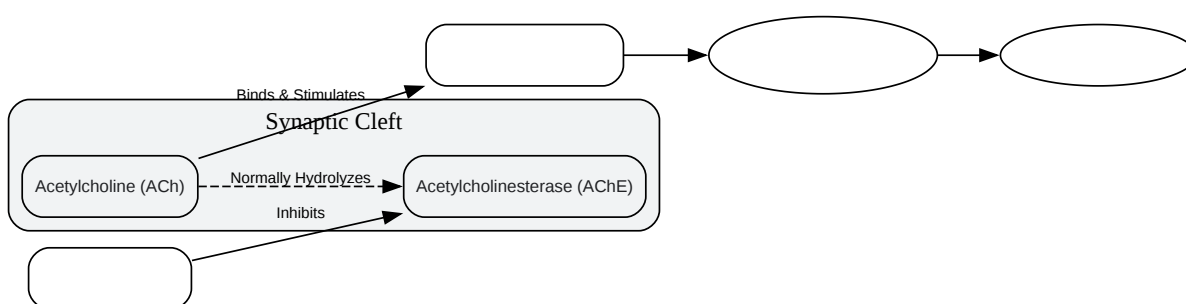 Binds & Stimulates
Synaptic Cleft
Acetylcholine (ACh)
Normally Hydrolyzes
Acetylcholinesterase (AChE)
Inhibits